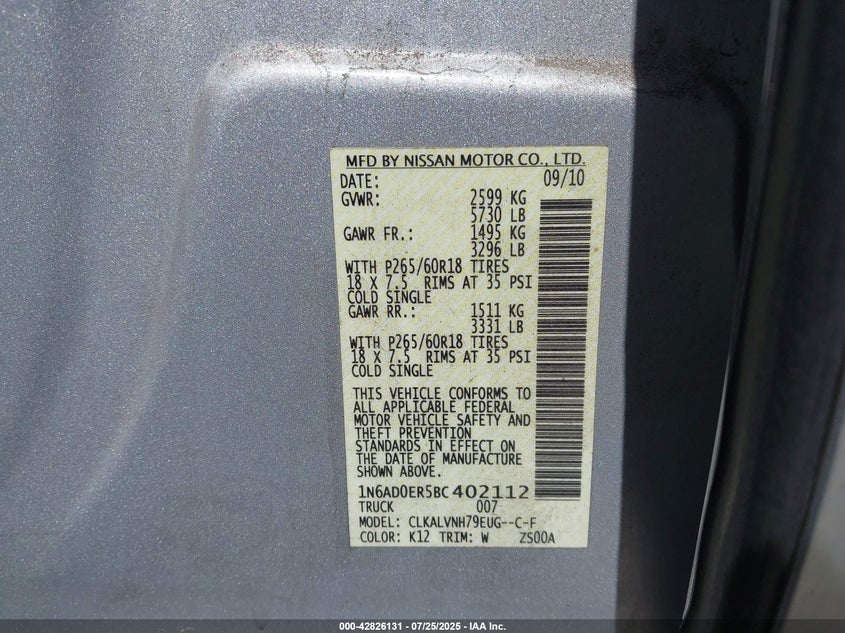 MFD BY NISSAN MOTOR CO., LTD.
DATE: 09/10
GVWR: 2599 KG
5730 LB
GAWR FR.: 1495 KG
3296 LB
WITH P265/60R18 TIRES
18 X 7.5 RIMS AT 35 PSI
COLD SINGLE
GAWR RR.: 1511 KG
3331 LB
WITH P265/60R18 TIRES
18 X 7.5 RIMS AT 35 PSI
COLD SINGLE
THIS VEHICLE CONFORMS TO
ALL APPLICABLE FEDERAL
MOTOR VEHICLE SAFETY AND
THEFT PREVENTION
STANDARDS IN EFFECT ON
THE DATE OF MANUFACTURE
SHOWN ABOVE.
1N6AD0ER5BC402112
TRUCK 007
MODEL: CLKALVNH79EUG--C-F
COLOR: K12 TRIM: W ZS00A
000-42826131 - 07/25/2025 - IAA Inc.